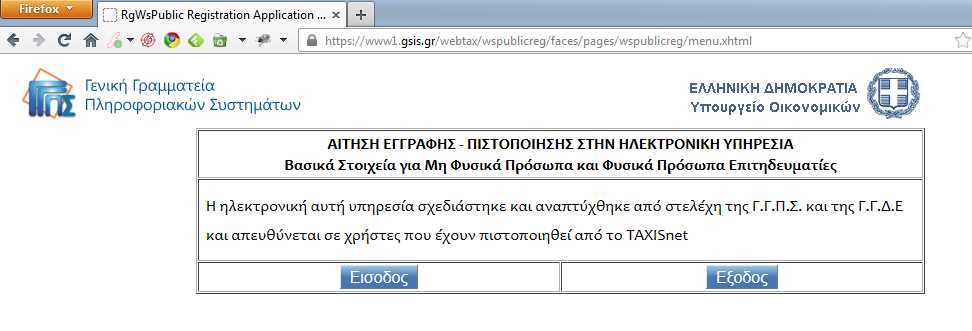 Firefox
RgWsPublic Registration Application ...
https://www1.gsis.gr/webtax/wspublicreg/faces/pages/wspublicreg/menu.xhtml
Γενική Γραμματεία
Πληροφοριακών Συστημάτων
ΕΛΛΗΝΙΚΗ ΔΗΜΟΚΡΑΤΙΑ
Υπουργείο Οικονομικών
ΑΙΤΗΣΗ ΕΓΓΡΑΦΗΣ - ΠΙΣΤΟΠΟΙΗΣΗΣ ΣΤΗΝ ΗΛΕΚΤΡΟΝΙΚΗ ΥΠΗΡΕΣΙΑ
Βασικά Στοιχεία για Μη Φυσικά Πρόσωπα και Φυσικά Πρόσωπα Επιτηδευματίες
Η ηλεκτρονική αυτή υπηρεσία σχεδιάστηκε και αναπτύχθηκε από στελέχη της Γ.Γ.Π.Σ. και της Γ.Γ.Δ.Ε
και απευθύνεται σε χρήστες που έχουν πιστοποιηθεί από το TAXISnet
Εισοδος
Εξοδος